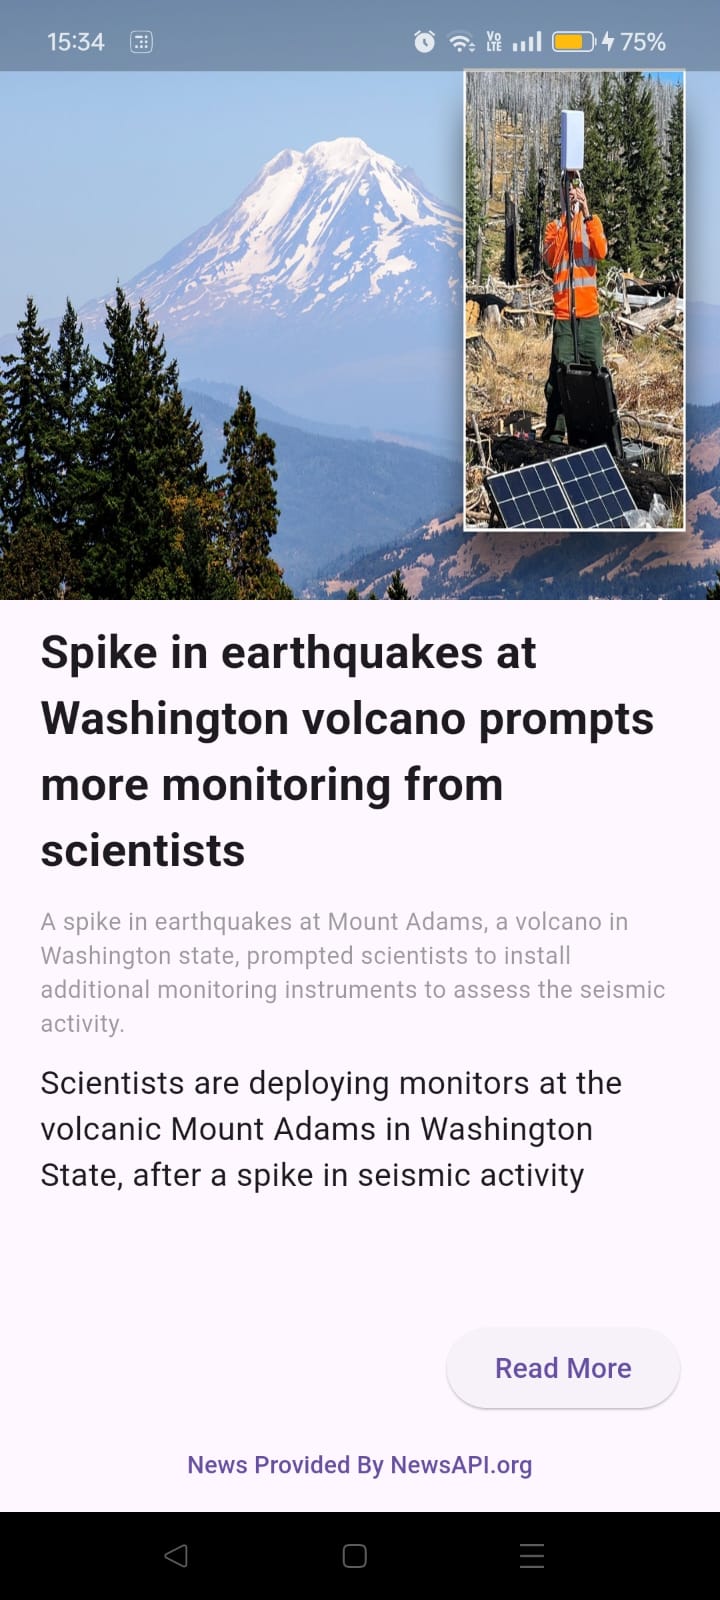 15:34
Vo
LTE
75%
Spike in earthquakes at
Washington volcano prompts
more monitoring from
scientists
A spike in earthquakes at Mount Adams, a volcano in
Washington state, prompted scientists to install
additional monitoring instruments to assess the seismic
activity.
Scientists are deploying monitors at the
volcanic Mount Adams in Washington
State, after a spike in seismic activity
Read More
News Provided By NewsAPI.org